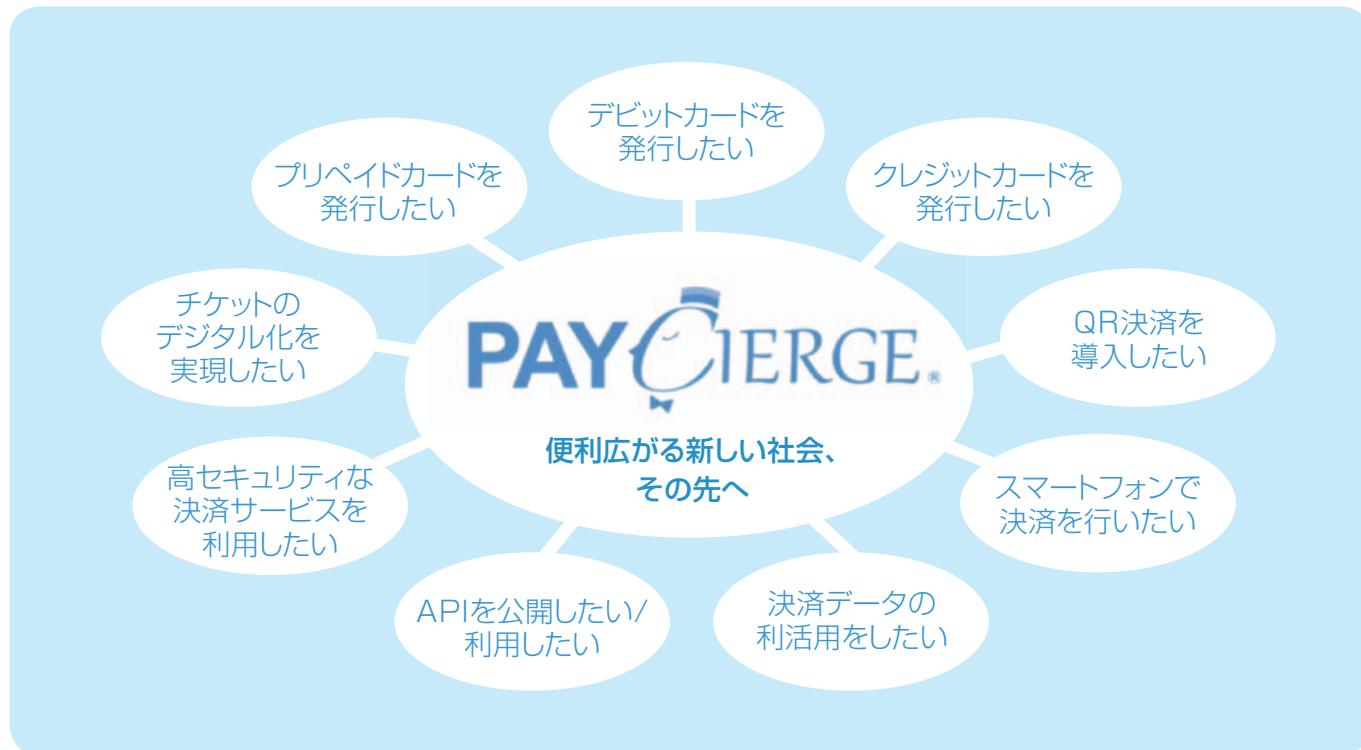 デビットカードを
発行したい
プリペイドカードを
発行したい
クレジットカードを
発行したい
チケットの
デジタル化を
実現したい
PAYCIERGE®
QR決済を
導入したい
便利広がる新しい社会、
その先へ
高セキュリティな
決済サービスを
利用したい
スマートフォンで
決済を行いたい
APIを公開したい/
利用したい
決済データの
利活用をしたい